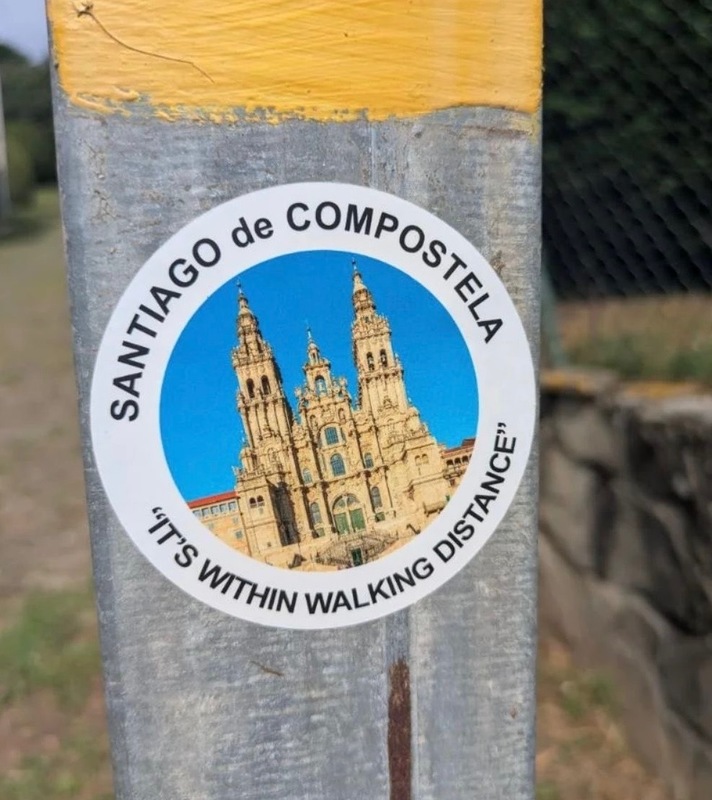 SANTIAGO de COMPOSTELA
“IT’S WITHIN WALKING DISTANCE”